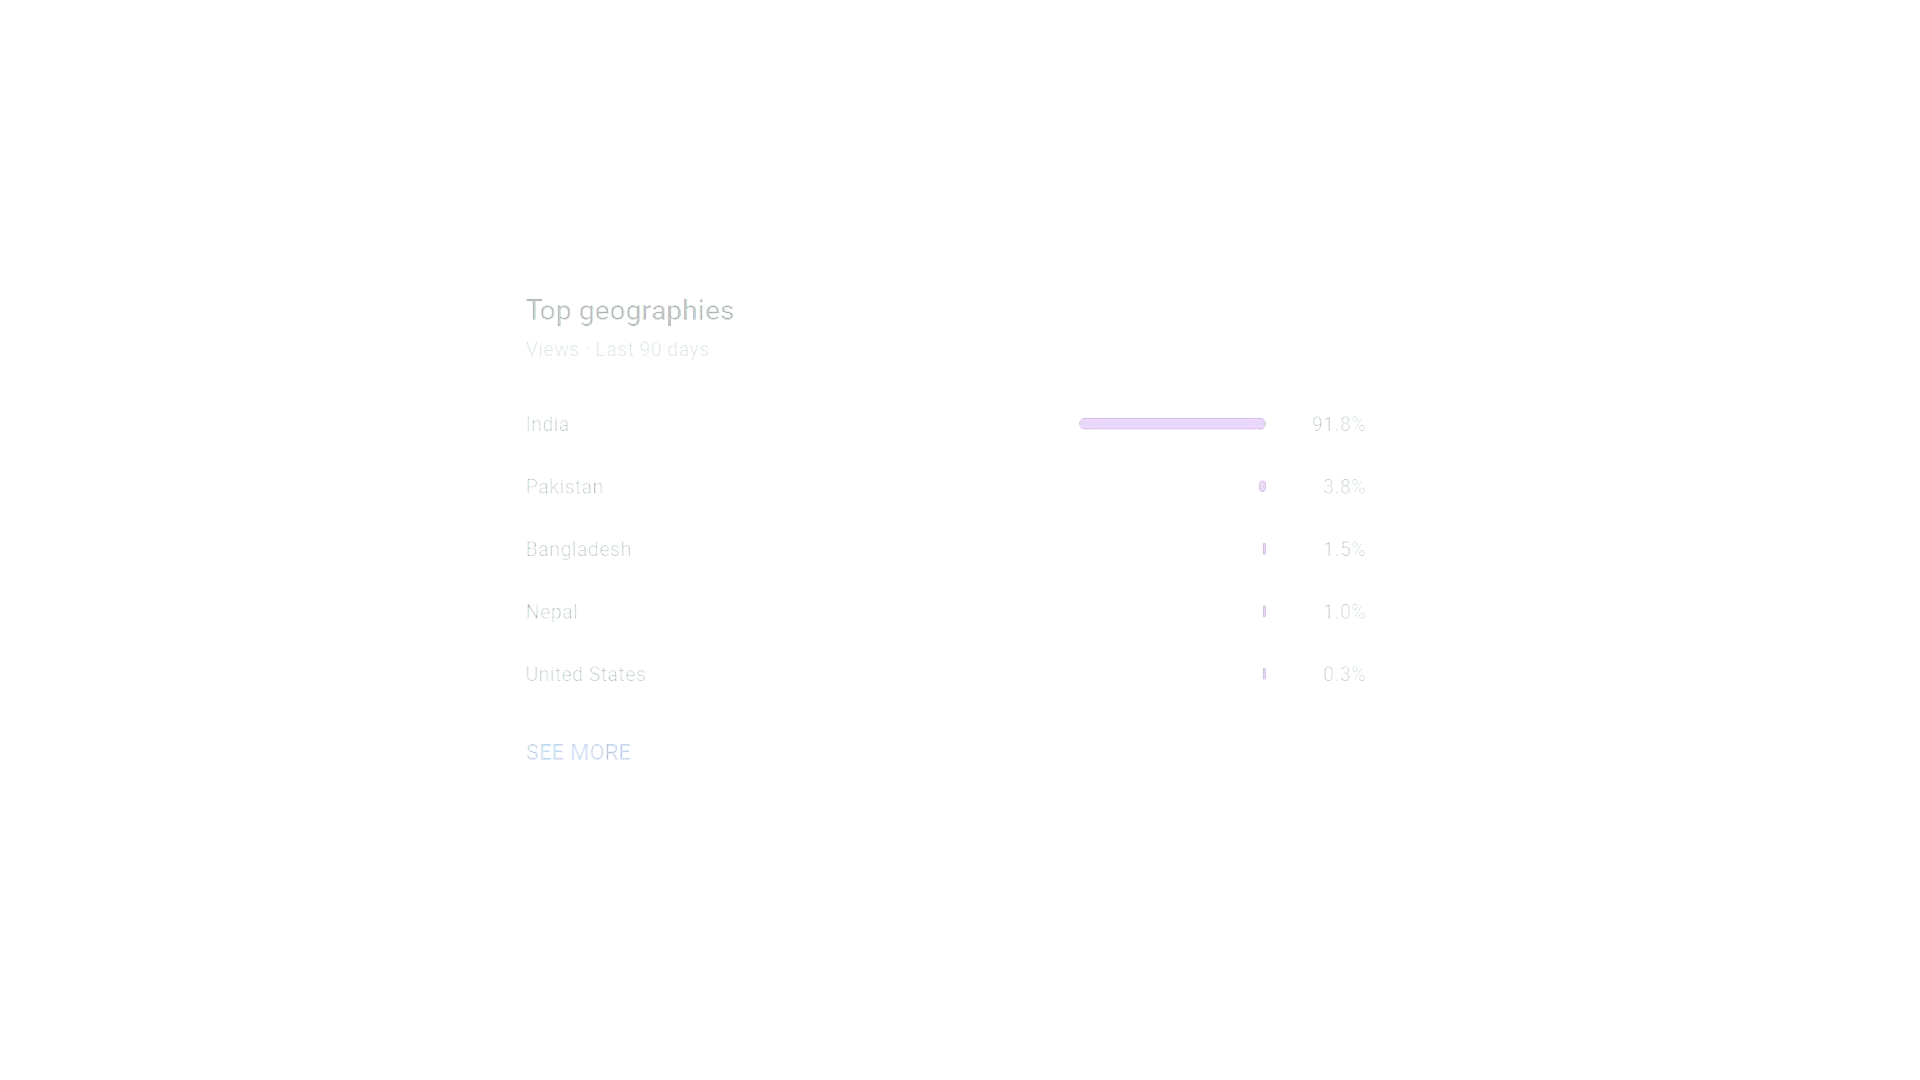 Top geographies
Views · Last 90 days
India 91.8%
Pakistan 3.8%
Bangladesh 1.5%
Nepal 1.0%
United States 0.3%
SEE MORE